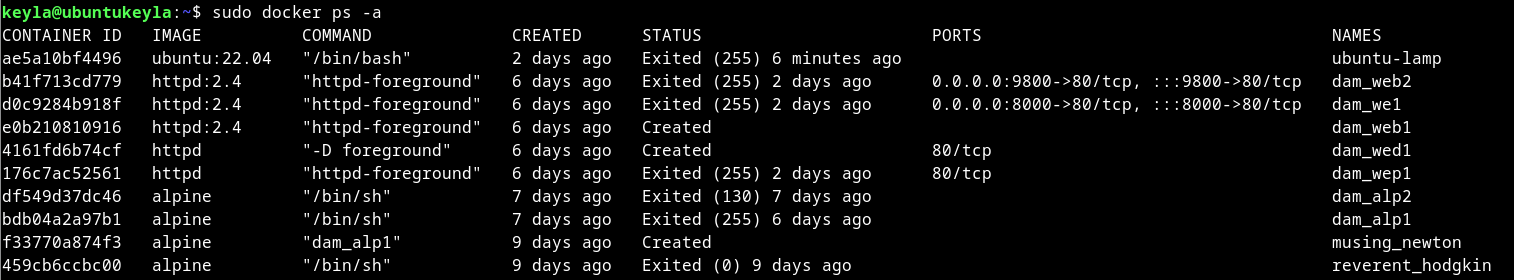 keyla@ubuntukeyla:~$ sudo docker ps -a
CONTAINER ID   IMAGE          COMMAND              CREATED      STATUS                     PORTS                                   NAMES
ae5a10bf4496   ubuntu:22.04   "/bin/bash"          2 days ago   Exited (255) 6 minutes ago                                         ubuntu-lamp
b41f713cd779   httpd:2.4      "httpd-foreground"   6 days ago   Exited (255) 2 days ago    0.0.0.0:9800->80/tcp, :::9800->80/tcp   dam_web2
d0c9284b918f   httpd:2.4      "httpd-foreground"   6 days ago   Exited (255) 2 days ago    0.0.0.0:8000->80/tcp, :::8000->80/tcp   dam_we1
e0b210810916   httpd:2.4      "httpd-foreground"   6 days ago   Created                                                            dam_web1
4161fd6b74cf   httpd          "-D foreground"      6 days ago   Created                    80/tcp                                  dam_wed1
176c7ac52561   httpd          "httpd-foreground"   6 days ago   Exited (255) 2 days ago    80/tcp                                  dam_wep1
df549d37dc46   alpine         "/bin/sh"            7 days ago   Exited (130) 7 days ago                                            dam_alp2
bdb04a2a97b1   alpine         "/bin/sh"            7 days ago   Exited (255) 6 days ago                                            dam_alp1
f33770a874f3   alpine         "dam_alp1"           9 days ago   Created                                                            musing_newton
459cb6ccbc00   alpine         "/bin/sh"            9 days ago   Exited (0) 9 days ago                                              reverent_hodgkin